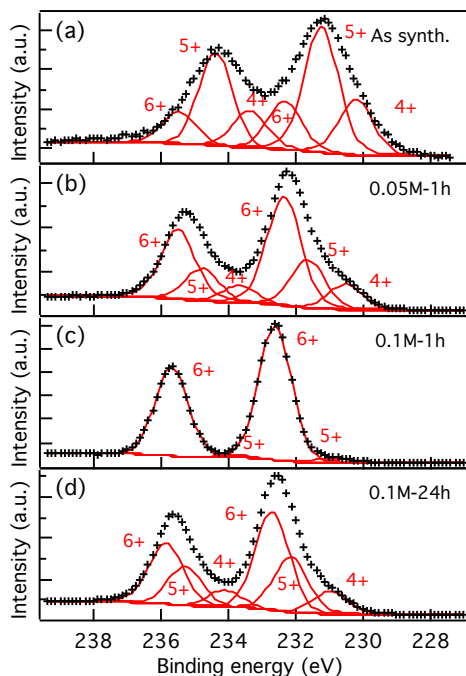 (a)
As synth.
5+
5+
6+
4+
6+
4+
Intensity (a.u.)
(b)
0.05M-1h
6+
6+
5+
4+
5+
4+
Intensity (a.u.)
(c)
0.1M-1h
6+
6+
5+
5+
Intensity (a.u.)
(d)
0.1M-24h
6+
6+
4+
5+
5+
4+
Intensity (a.u.)
238
236
234
232
230
228
Binding energy (eV)